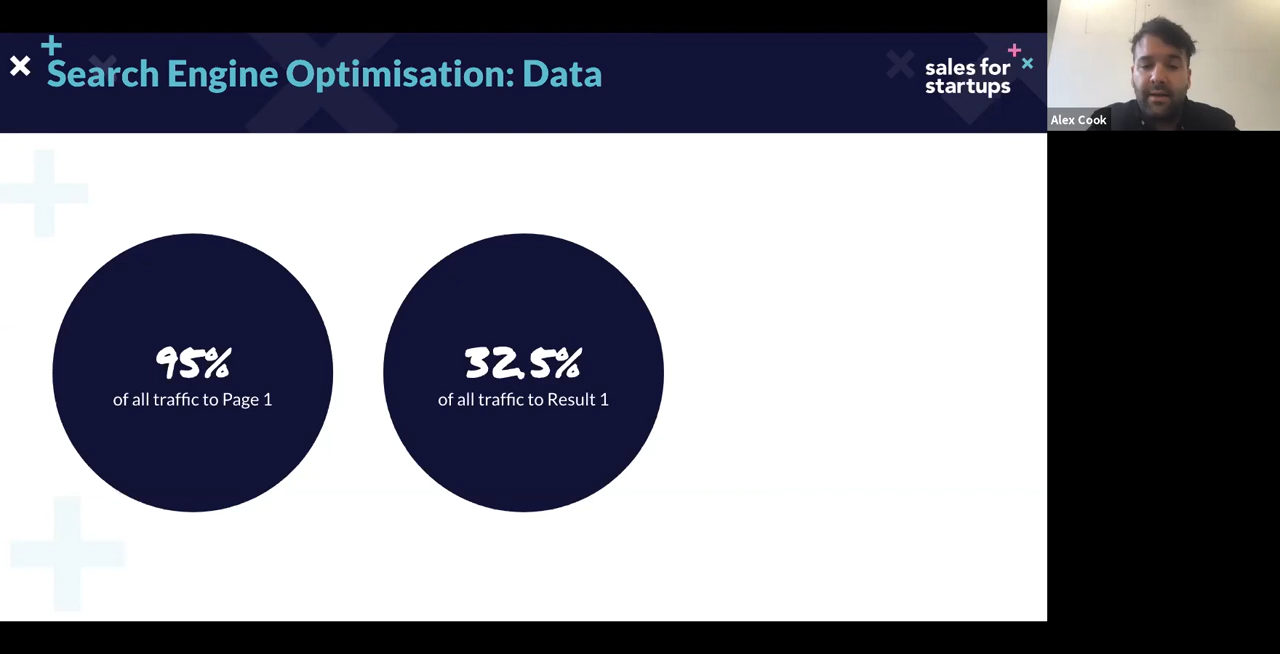 Search Engine Optimisation: Data
sales for
startups
Alex Cook
95%
of all traffic to Page 1
32.5%
of all traffic to Result 1